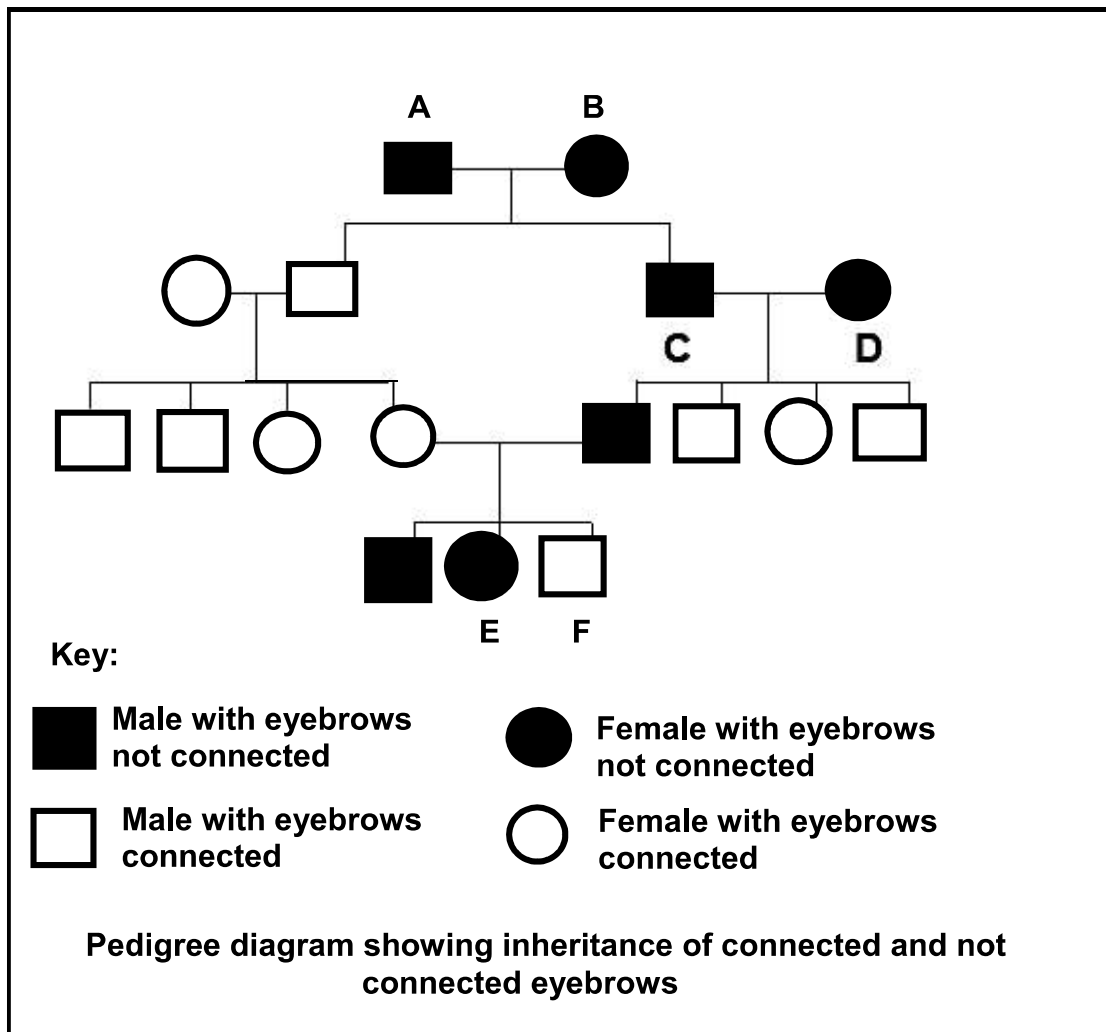 A B
C D
E F
Key:
Male with eyebrows
not connected
Female with eyebrows
not connected
Male with eyebrows
connected
Female with eyebrows
connected
Pedigree diagram showing inheritance of connected and not
connected eyebrows